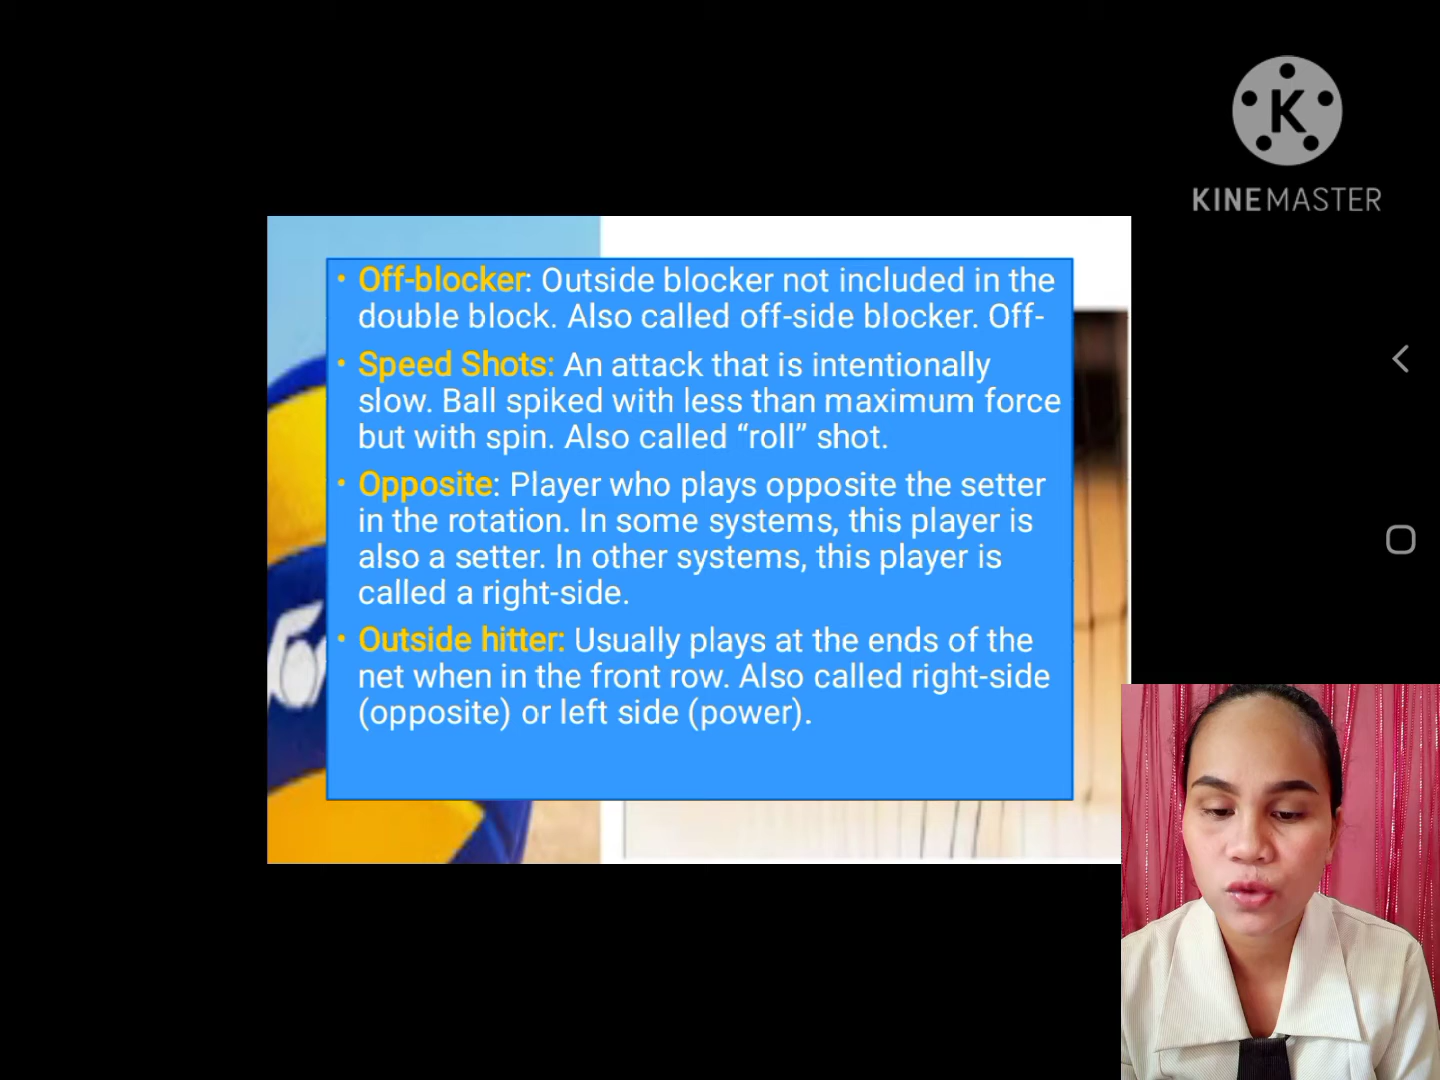 K
KINEMASTER
• Off-blocker: Outside blocker not included in the
double block. Also called off-side blocker. Off-
• Speed Shots: An attack that is intentionally
slow. Ball spiked with less than maximum force
but with spin. Also called “roll” shot.
• Opposite: Player who plays opposite the setter
in the rotation. In some systems, this player is
also a setter. In other systems, this player is
called a right-side.
• Outside hitter: Usually plays at the ends of the
net when in the front row. Also called right-side
(opposite) or left side (power).